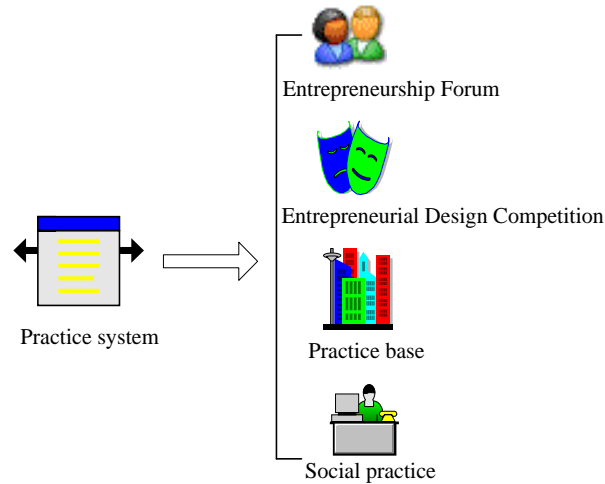 Entrepreneurship Forum
Entrepreneurial Design Competition
Practice system
Practice base
Social practice